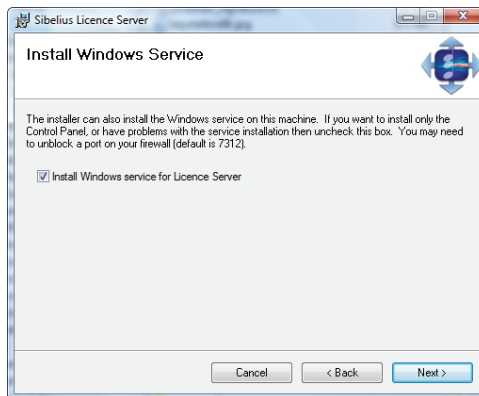 Sibelius Licence Server
Install Windows Service
The installer can also install the Windows service on this machine. If you want to install only the
Control Panel, or have problems with the service installation then uncheck this box. You may need
to unblock a port on your firewall (default is 7312).
Install Windows service for Licence Server
Cancel
< Back
Next >